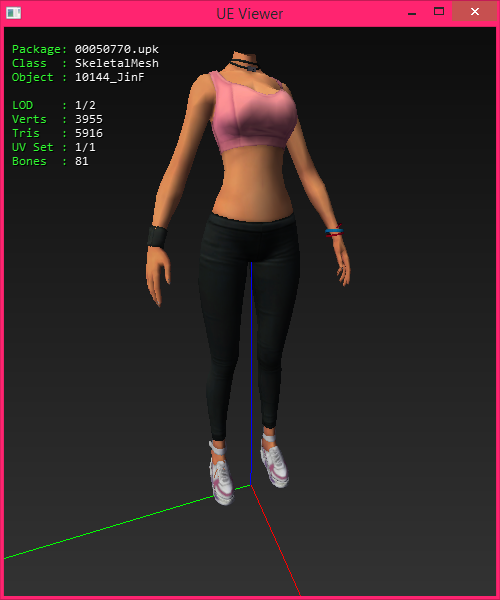 UE Viewer
Package: 00050770.upk
Class : SkeletalMesh
Object : 10144_JinF
LOD : 1/2
Verts : 3955
Tris : 5916
UV Set : 1/1
Bones : 81